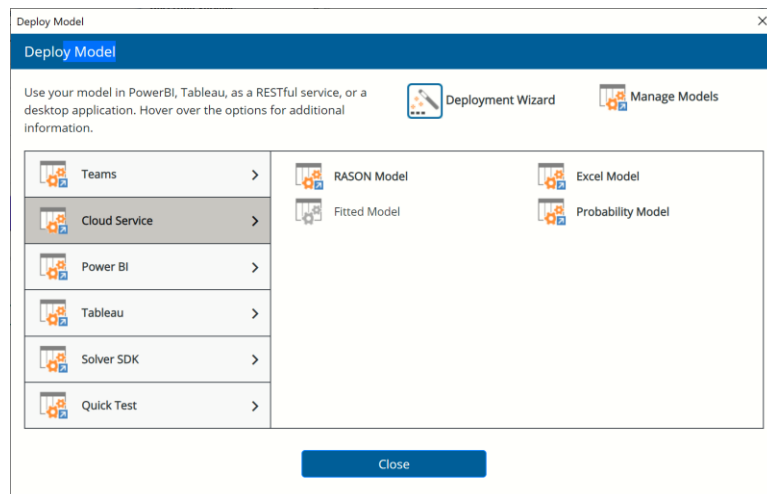 Deploy Model
Deploy Model
Use your model in PowerBI, Tableau, as a RESTful service, or a
desktop application. Hover over the options for additional
information.
Deployment Wizard
Manage Models
Teams
Cloud Service
Power BI
Tableau
Solver SDK
Quick Test
RASON Model
Excel Model
Fitted Model
Probability Model
Close